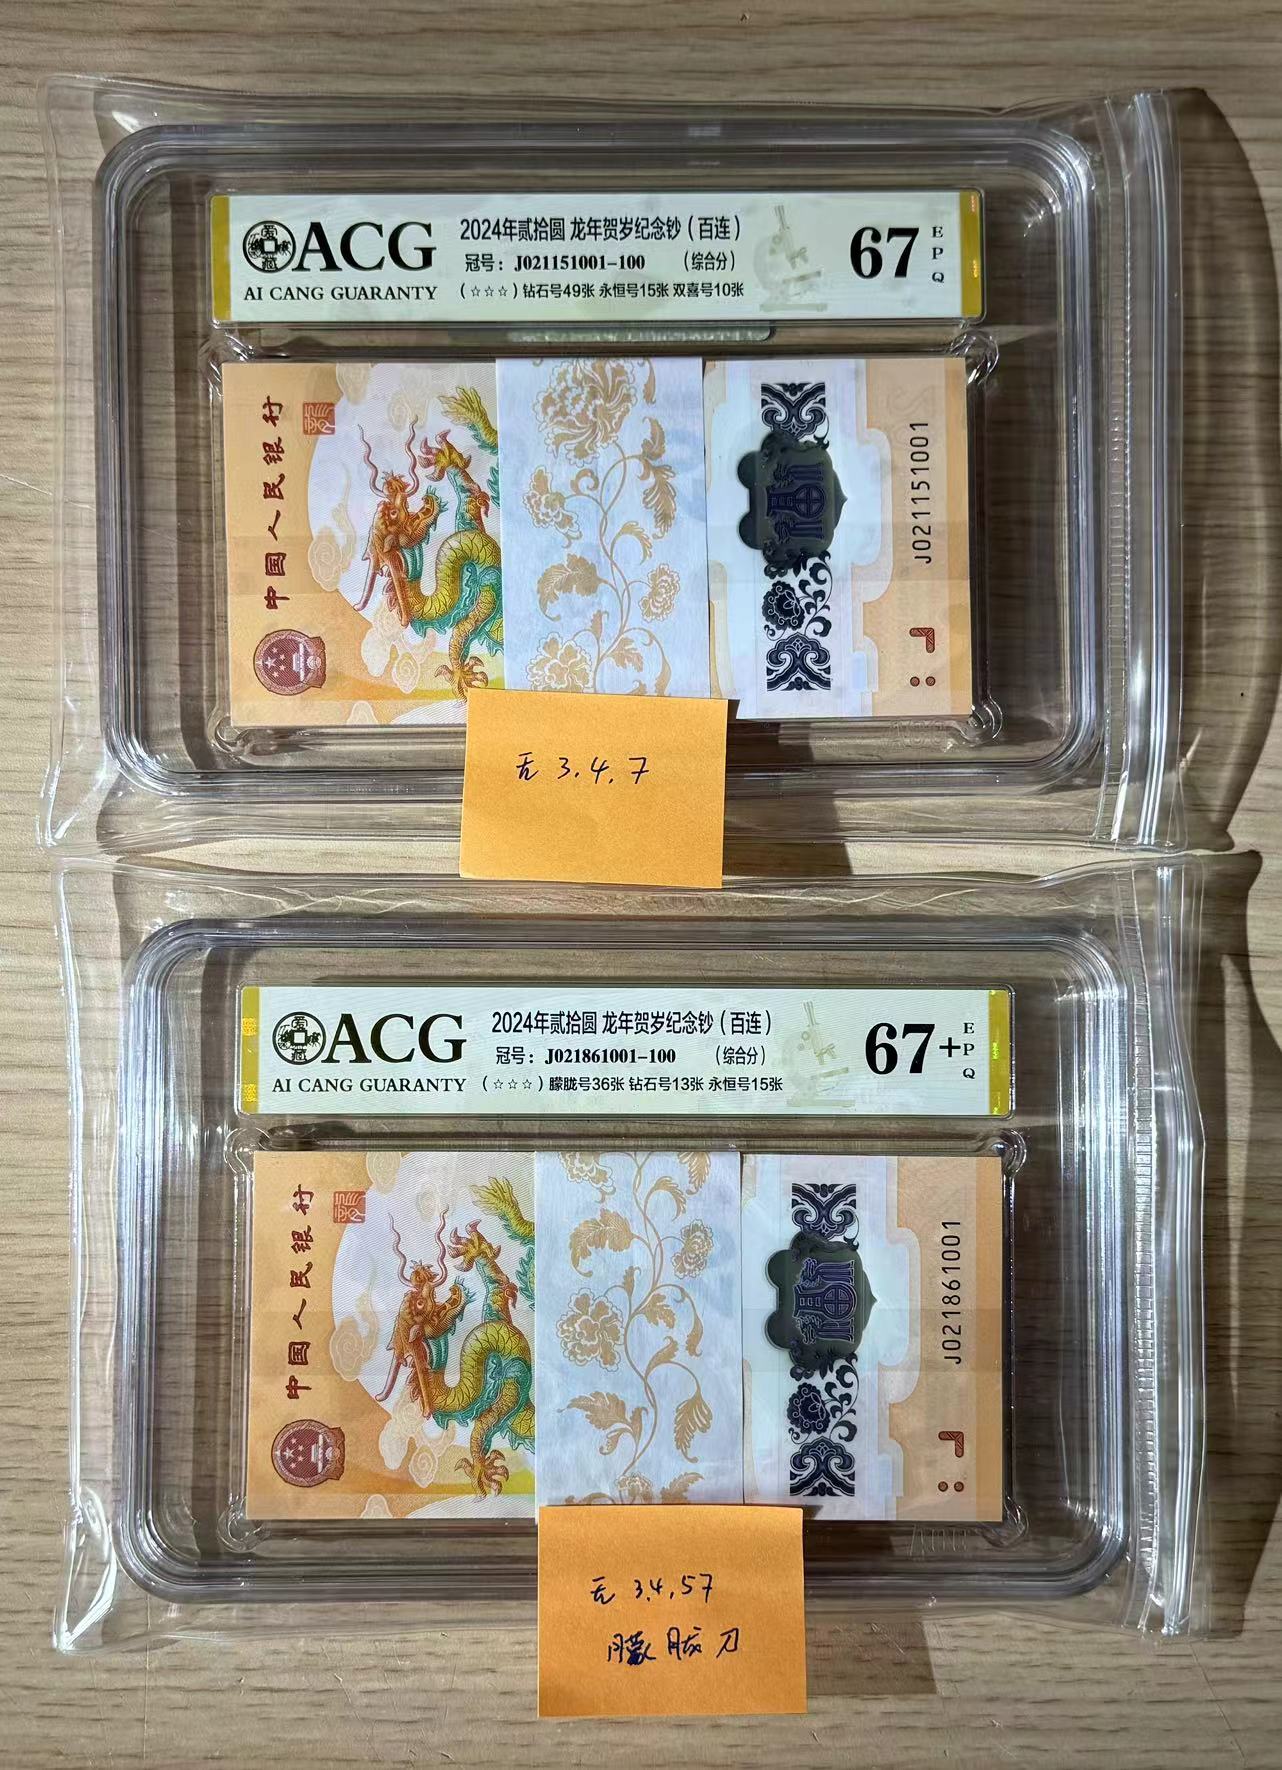 ACG
AI CANG GUARANTY
2024年贰拾圆 龙年贺岁纪念钞（百连）
冠号：J021151001-100 （综合分）
（☆☆☆）钻石号49张 永恒号15张 双喜号10张
67
EPQ
中国人民银行
J021151001
无 3.4.7
ACG
AI CANG GUARANTY
2024年贰拾圆 龙年贺岁纪念钞（百连）
冠号：J021861001-100 （综合分）
（☆☆☆）朦胧号36张 钻石号13张 永恒号15张
67+
EPQ
中国人民银行
J021861001
无 3.4.57
朦胧刀